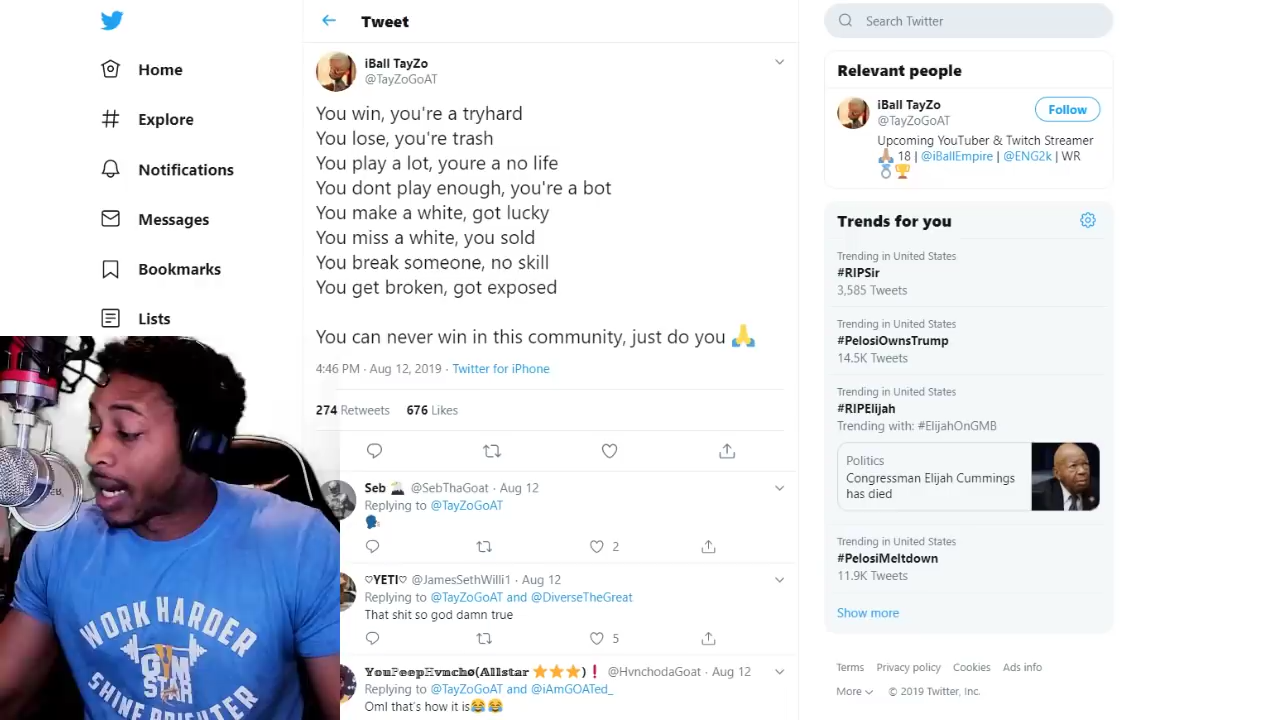 Tweet
Search Twitter
Home
Explore
Notifications
Messages
Bookmarks
Lists
iBall TayZo
@TayZoGoAT
You win, you're a tryhard
You lose, you're trash
You play a lot, youre a no life
You dont play enough, you're a bot
You make a white, got lucky
You miss a white, you sold
You break someone, no skill
You get broken, got exposed
You can never win in this community, just do you 🙏
4:46 PM · Aug 12, 2019 · Twitter for iPhone
274 Retweets 676 Likes
Seb @SebThaGoat · Aug 12
Replying to @TayZoGoAT
🗣
2
♡YETI♡ @JamesSethWilli1 · Aug 12
Replying to @TayZoGoAT and @DiverseTheGreat
That shit so god damn true
5
YouPeepHvnchø(Allstar ⭐⭐⭐)❗ @HvnchodaGoat · Aug 12
Replying to @TayZoGoAT and @iAmGOATed_
Oml that's how it is😂😂
Relevant people
iBall TayZo
@TayZoGoAT
Follow
Upcoming YouTuber & Twitch Streamer
🙏🏽 18 | @iBallEmpire | @ENG2k | WR
💍🏆
Trends for you
Trending in United States
#RIPSir
3,585 Tweets
Trending in United States
#PelosiOwnsTrump
14.5K Tweets
Trending in United States
#RIPElijah
Trending with: #ElijahOnGMB
Politics
Congressman Elijah Cummings
has died
Trending in United States
#PelosiMeltdown
11.9K Tweets
Show more
Terms Privacy policy Cookies Ads info
More © 2019 Twitter, Inc.
WORK HARDER
SHINE BRIGHTER